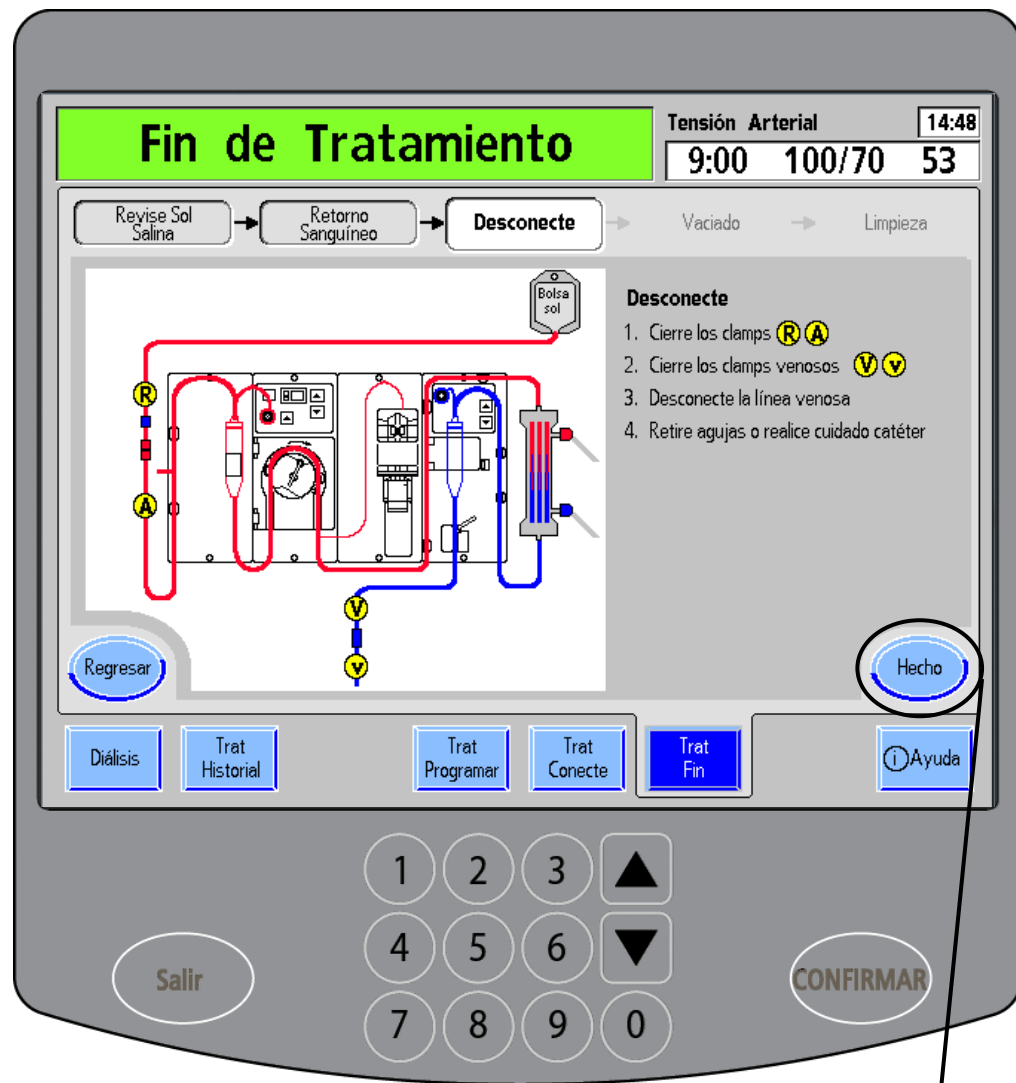 Fin de Tratamiento
Tensión Arterial
14:48
9:00 100/70 53
Revise Sol
Salina
Retorno
Sanguíneo
Desconecte
Vaciado
Limpieza
Bolsa
sol
R
A
V
v
Desconecte
1. Cierre los clamps R A
2. Cierre los clamps venosos V v
3. Desconecte la línea venosa
4. Retire agujas o realice cuidado catéter
Regresar
Hecho
Diálisis
Trat
Historial
Trat
Programar
Trat
Conecte
Trat
Fin
i Ayuda
1 2 3
4 5 6
7 8 9 0
Salir
CONFIRMAR